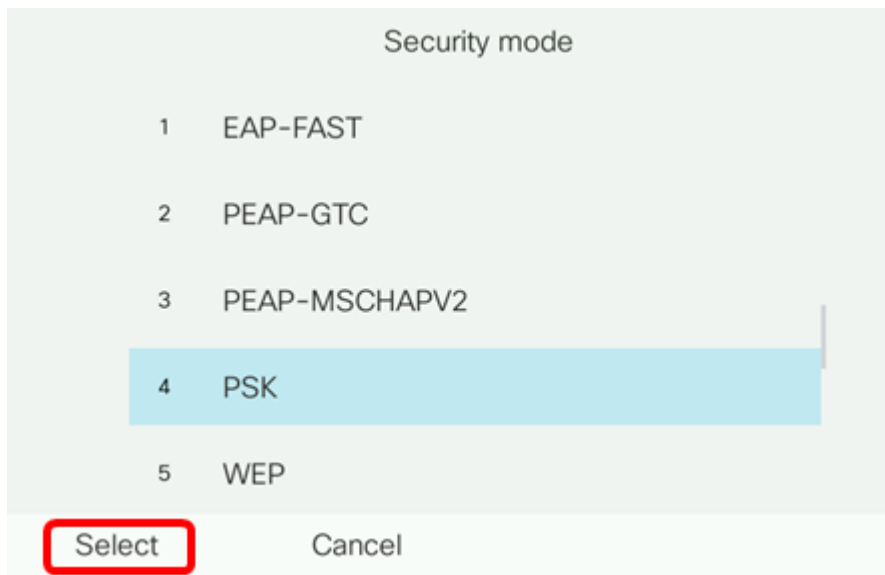 Security mode
1 EAP-FAST
2 PEAP-GTC
3 PEAP-MSCHAPV2
4 PSK
5 WEP
Select Cancel